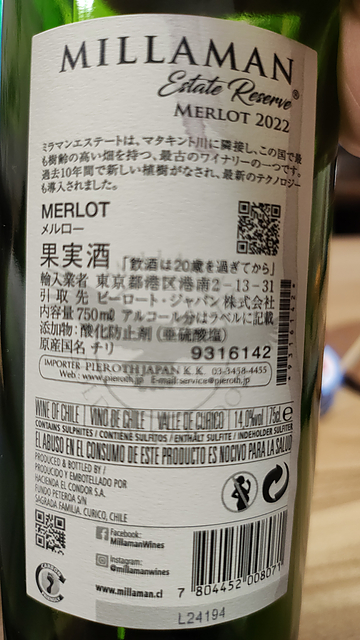 MILLAMAN®
Estate Reserve
MERLOT 2022
ミラマンエステートは、マタキント川に隣接し、この国で最
も樹齢の高い畑を持つ、最古のワイナリーの一つです。
過去10年間で新しい植樹がなされ、最新のテクノロジー
も導入されました。
MERLOT
メルロー
果実酒 「飲酒は20歳を過ぎてから」
輸入業者 東京都港区港南2-13-31
引取先 ピーロート・ジャパン株式会社
内容量 750ml アルコール分はラベルに記載
添加物: 酸化防止剤 (亜硫酸塩)
原産国名 チリ 9316142
IMPORTER PIEROTH JAPAN K.K. 03-3458-4455
Web: www.pieroth.jp E-mail:service@pieroth.jp
WINE OF CHILE | VINO DE CHILE | VALLE DE CURICO | 14,0%vol | 75cl e
CONTAINS SULPHITES / CONTIENE SULFITOS / ENTHÄLT SULFITE / INDEHOLDER SULFITER
EL ABUSO EN EL CONSUMO DE ESTE PRODUCTO ES NOCIVO PARA LA SALUD
PRODUCED & BOTTLED BY /
PRODUCIDO Y EMBOTELLADO POR
HACIENDA EL CONDOR S.A.
FUNDO PETEROA S/N
SAGRADA FAMILIA, CURICO, CHILE
Facebook:
MillamanWines
Instagram:
@millamanwines
www.millaman.cl
7 804452 008071
L24194